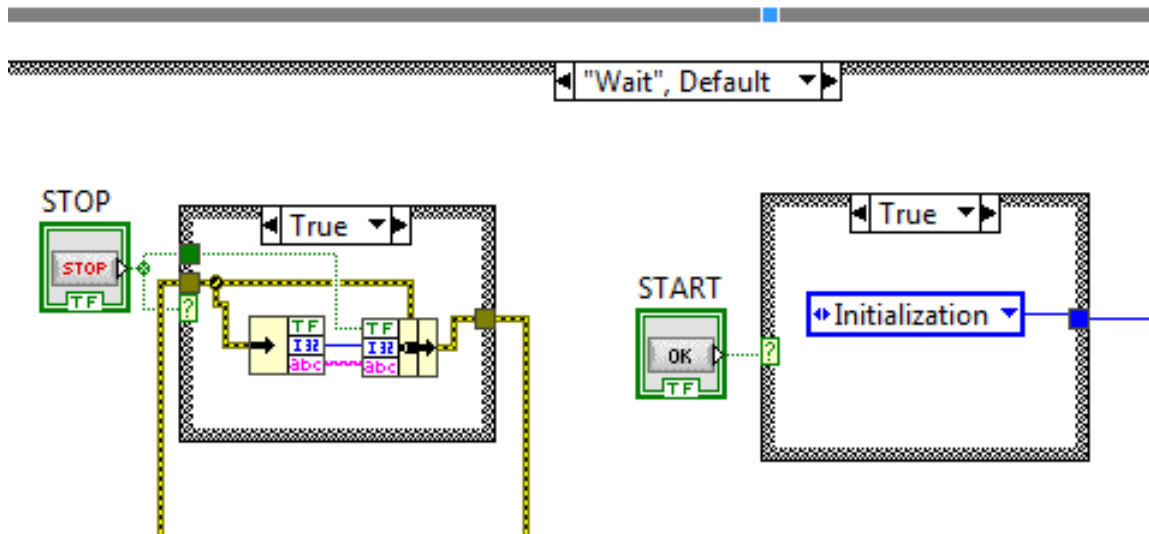 "Wait", Default
STOP
True
STOP
TF
?
TF
I32
abc
TF
I32
abc
True
START
Initialization
OK
?
TF